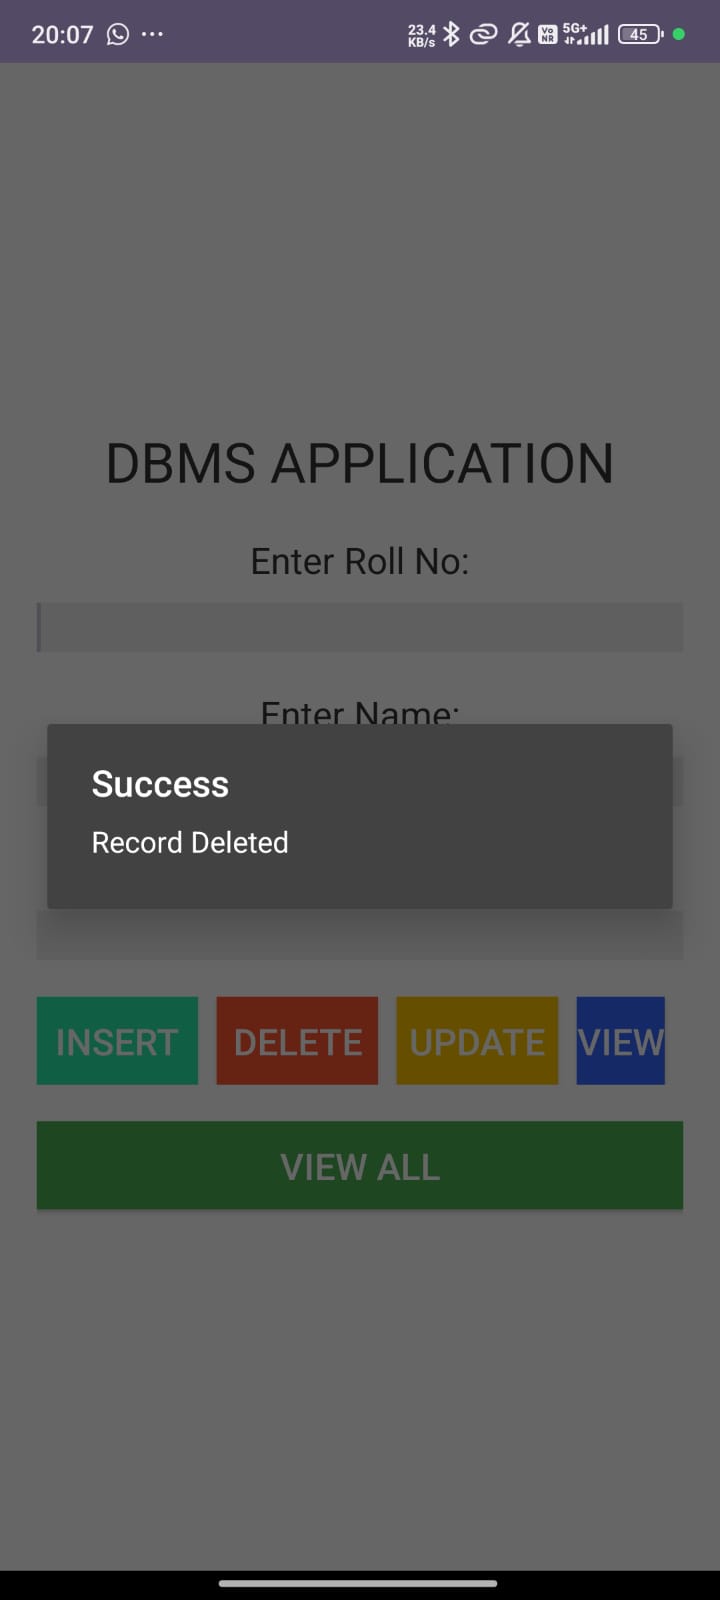 20:07 23.4 KB/s Vo NR 5G+ 45
DBMS APPLICATION
Enter Roll No:
Enter Name:
Success
Record Deleted
INSERT DELETE UPDATE VIEW
VIEW ALL